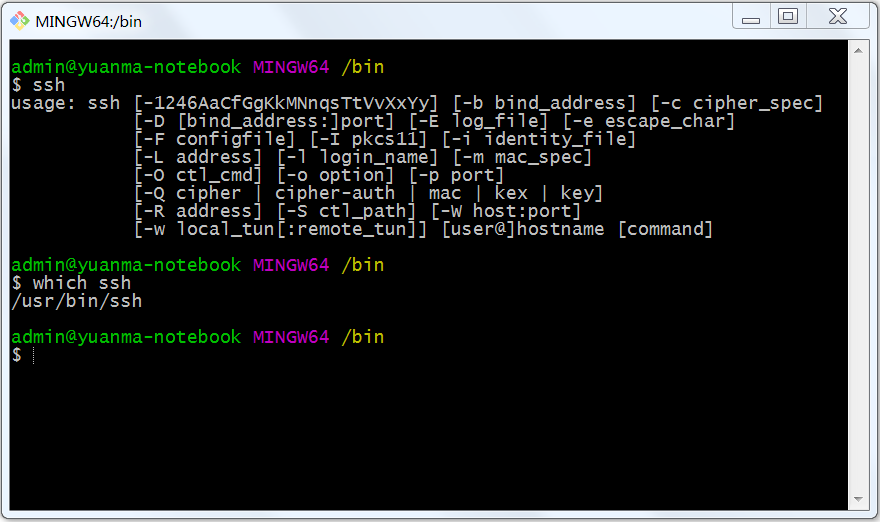 MINGW64:/bin
admin@yuanma-notebook MINGW64 /bin
$ ssh
usage: ssh [-1246AaCfGgKkMNnqsTtVvXxYy] [-b bind_address] [-c cipher_spec]
           [-D [bind_address:]port] [-E log_file] [-e escape_char]
           [-F configfile] [-I pkcs11] [-i identity_file]
           [-L address] [-l login_name] [-m mac_spec]
           [-O ctl_cmd] [-o option] [-p port]
           [-Q cipher | cipher-auth | mac | kex | key]
           [-R address] [-S ctl_path] [-W host:port]
           [-w local_tun[:remote_tun]] [user@]hostname [command]
admin@yuanma-notebook MINGW64 /bin
$ which ssh
/usr/bin/ssh
admin@yuanma-notebook MINGW64 /bin
$